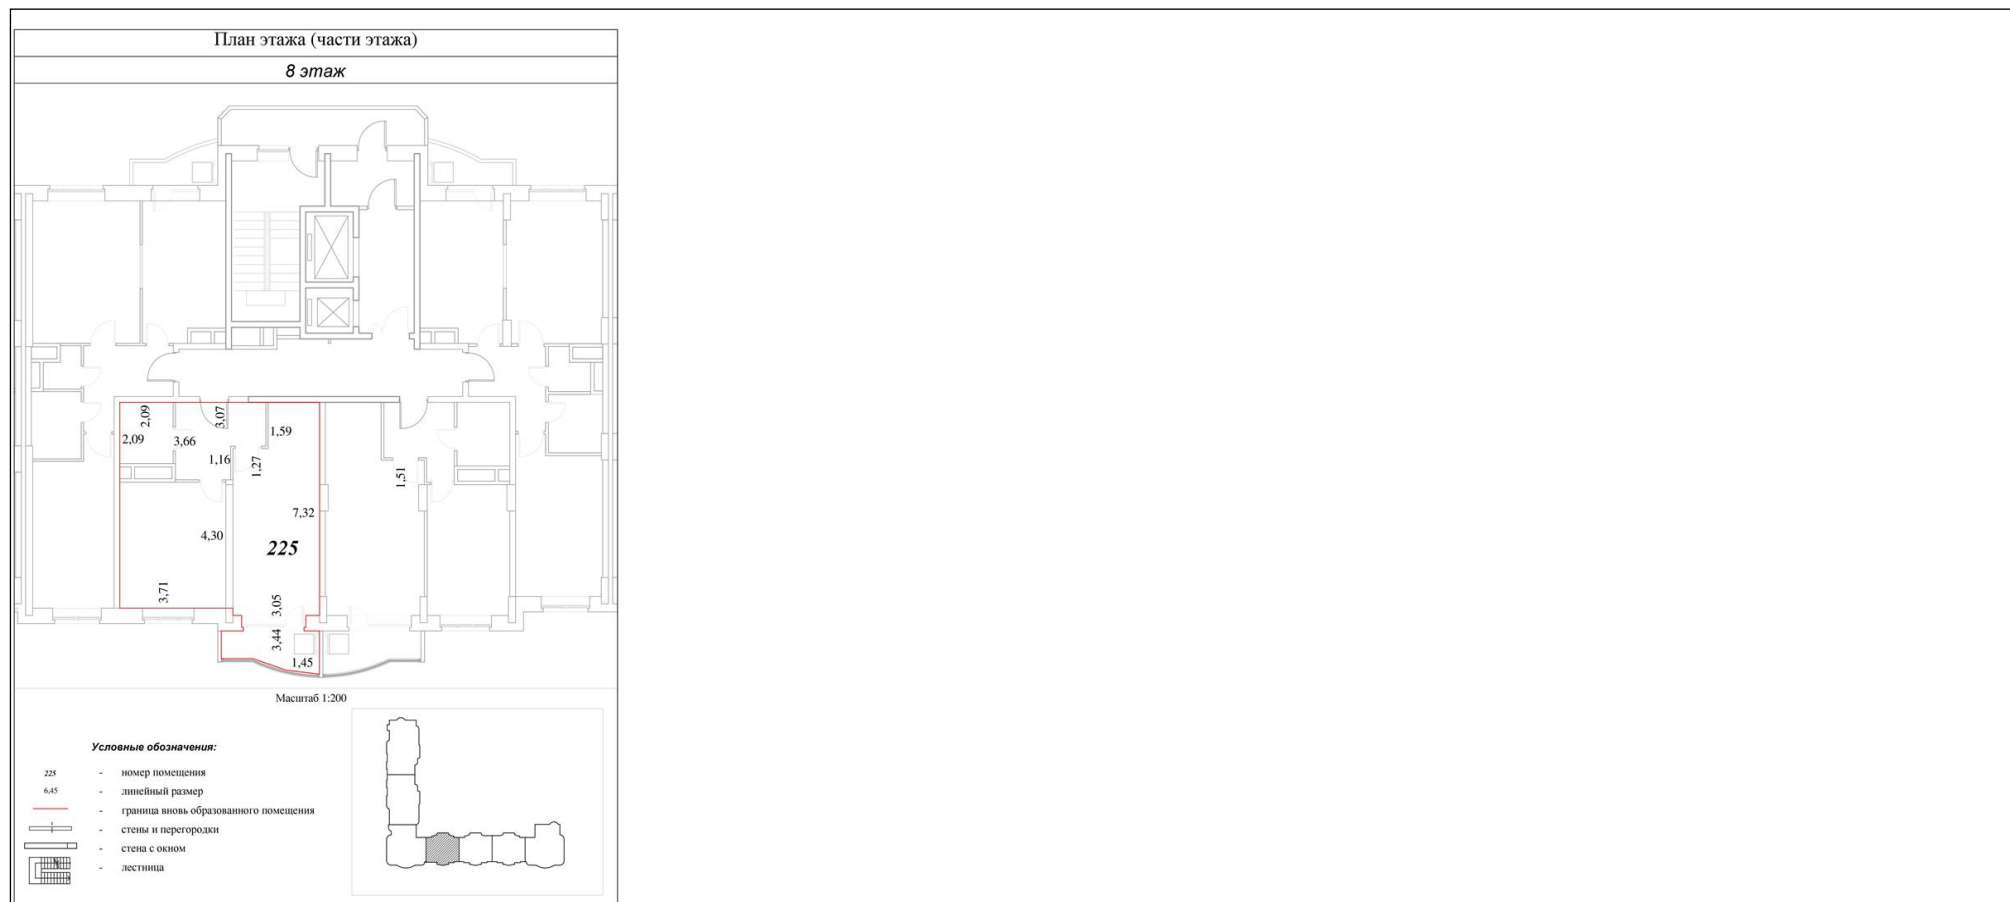 План этажа (части этажа)
8 этаж
2,09
3,07
1,59
2,09
3,66
1,16
1,27
1,51
7,32
4,30
225
3,71
3,05
3,44
1,45
Масштаб 1:200
Условные обозначения:
225 - номер помещения
6,45 - линейный размер
- граница вновь образованного помещения
- стены и перегородки
- стена с окном
- лестница